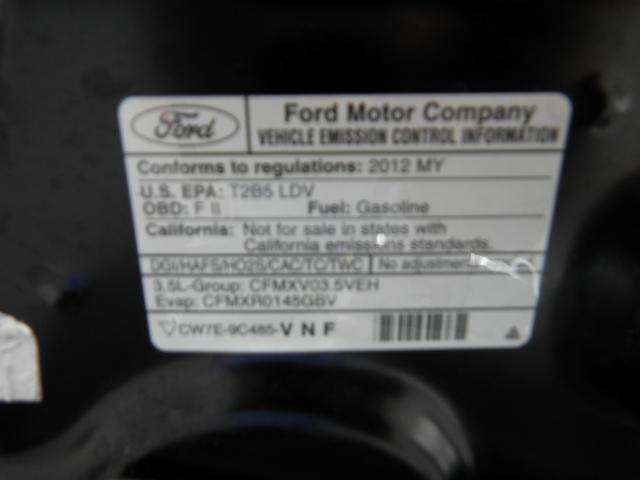 Ford
Ford Motor Company
VEHICLE EMISSION CONTROL INFORMATION
Conforms to regulations: 2012 MY
U.S. EPA: T2B5 LDV
OBD: F II Fuel: Gasoline
California: Not for sale in states with
California emissions standards.
DGI/HAFS/HO2S/CAC/TC/TWC No adjustments
3.5L-Group: CFMXV03.5VEH
Evap: CFMXR0145GBV
CW7E-9C485-V N F